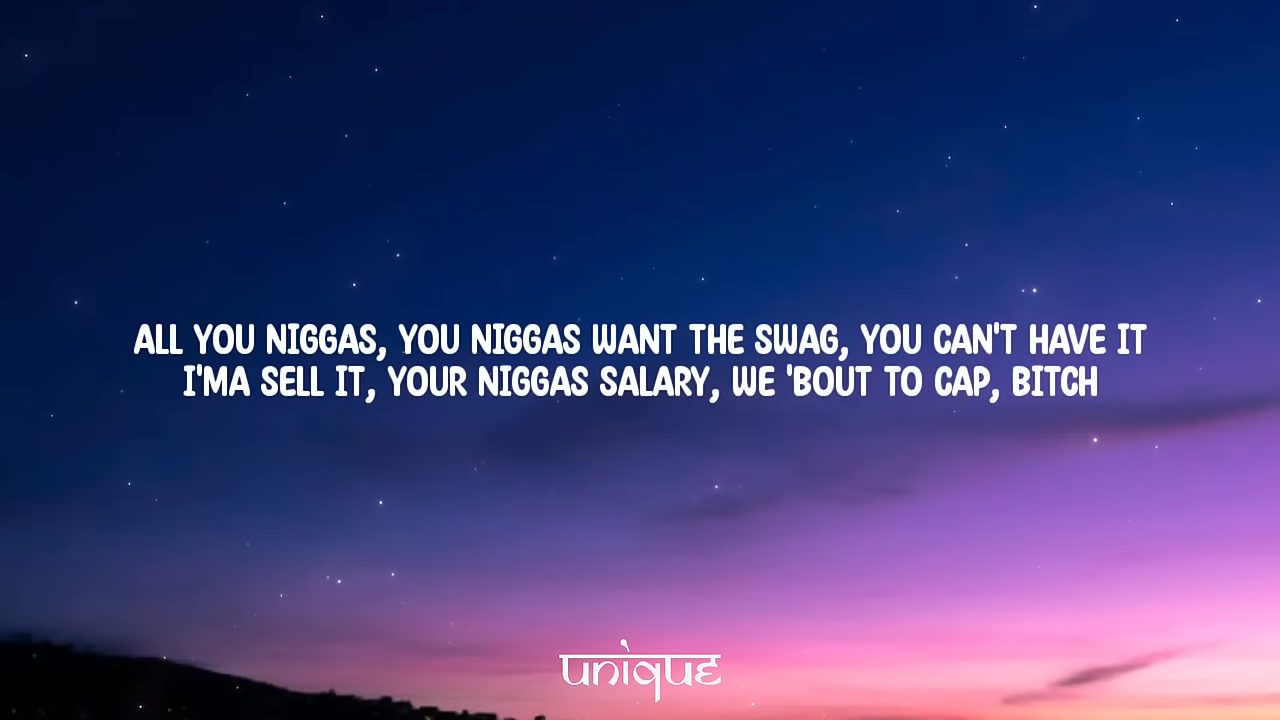 ALL YOU NIGGAS, YOU NIGGAS WANT THE SWAG, YOU CAN'T HAVE IT
I'MA SELL IT, YOUR NIGGAS SALARY, WE 'BOUT TO CAP, BITCH
unique